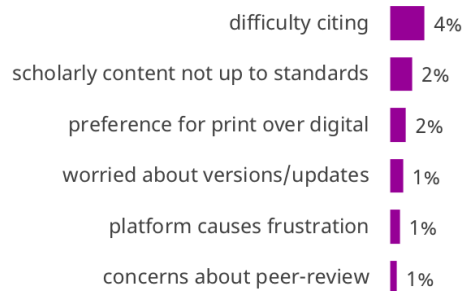 difficulty citing 4%
scholarly content not up to standards 2%
preference for print over digital 2%
worried about versions/updates 1%
platform causes frustration 1%
concerns about peer-review 1%